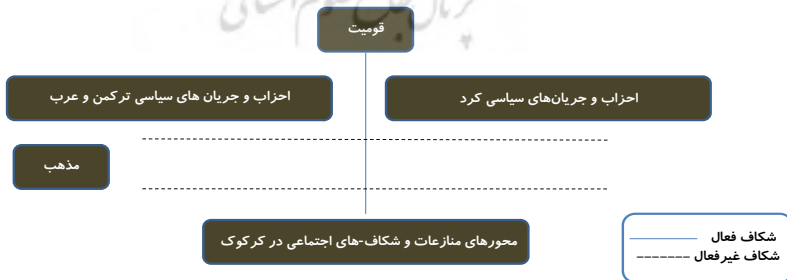 قومیت
احزاب و جریان‌های سیاسی کرد
احزاب و جریان های سیاسی ترکمن و عرب
مذهب
محورهای منازعات و شکاف-های اجتماعی در کرکوک
شکاف فعال
شکاف غیرفعال